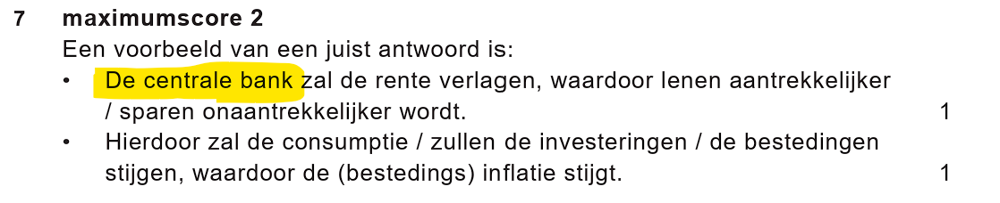 7 maximumscore 2
Een voorbeeld van een juist antwoord is:
• De centrale bank zal de rente verlagen, waardoor lenen aantrekkelijker
/ sparen onaantrekkelijker wordt. 1
• Hierdoor zal de consumptie / zullen de investeringen / de bestedingen
stijgen, waardoor de (bestedings) inflatie stijgt. 1